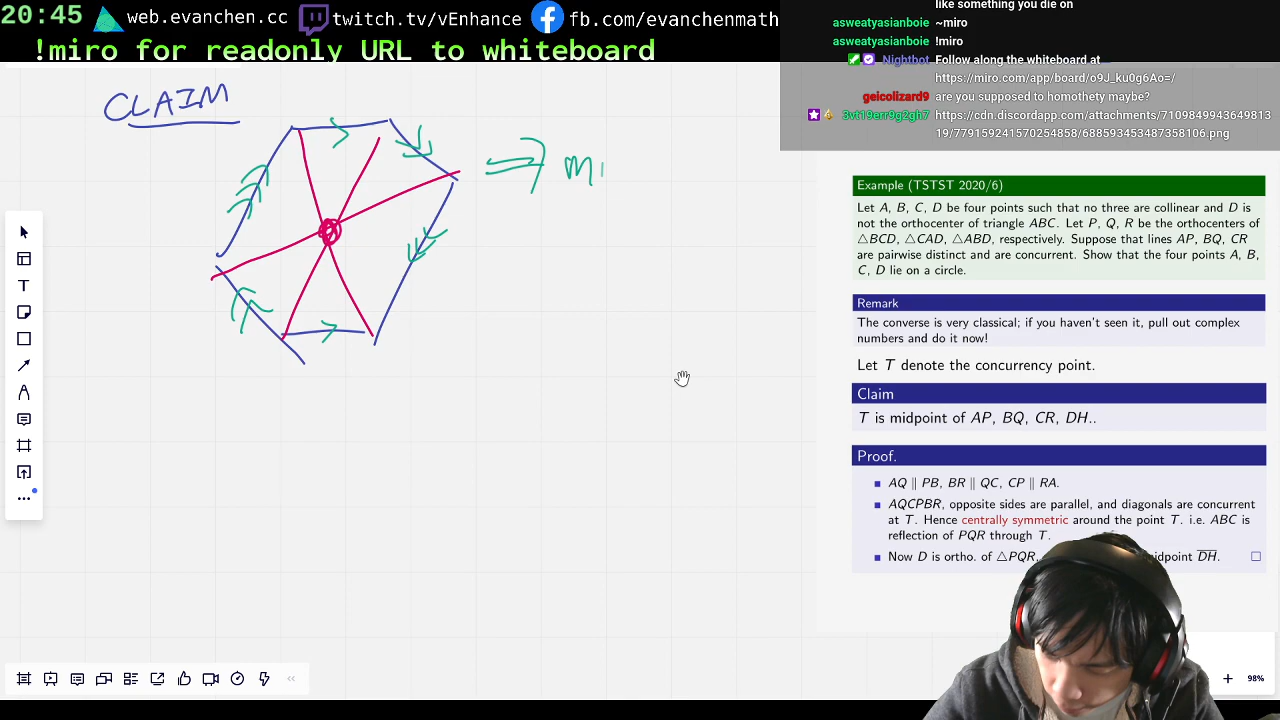 20:45 web.evanchen.cc twitch.tv/vEnhance fb.com/evanchenmath
!miro for readonly URL to whiteboard
like something you die on
asweatyasianboie ~miro
asweatyasianboie !miro
Nightbot Follow along the whiteboard at
https://miro.com/app/board/o9J_ku0g6Ao=/
geicolizard9 are you supposed to homothety maybe?
3vt19err9g2gh7 https://cdn.discordapp.com/attachments/7109849943649813
19/779159241570254858/688593453487358106.png
CLAIM
⇒ mi
Example (TSTST 2020/6)
Let A, B, C, D be four points such that no three are collinear and D is
not the orthocenter of triangle ABC. Let P, Q, R be the orthocenters of
△BCD, △CAD, △ABD, respectively. Suppose that lines AP, BQ, CR
are pairwise distinct and are concurrent. Show that the four points A, B,
C, D lie on a circle.
Remark
The converse is very classical; if you haven't seen it, pull out complex
numbers and do it now!
Let T denote the concurrency point.
Claim
T is midpoint of AP, BQ, CR, DH..
Proof.
AQ ∥ PB, BR ∥ QC, CP ∥ RA.
AQCPBR, opposite sides are parallel, and diagonals are concurrent
at T. Hence centrally symmetric around the point T. i.e. ABC is
reflection of PQR through T.
Now D is ortho. of △PQR, midpoint DH.
T
98%